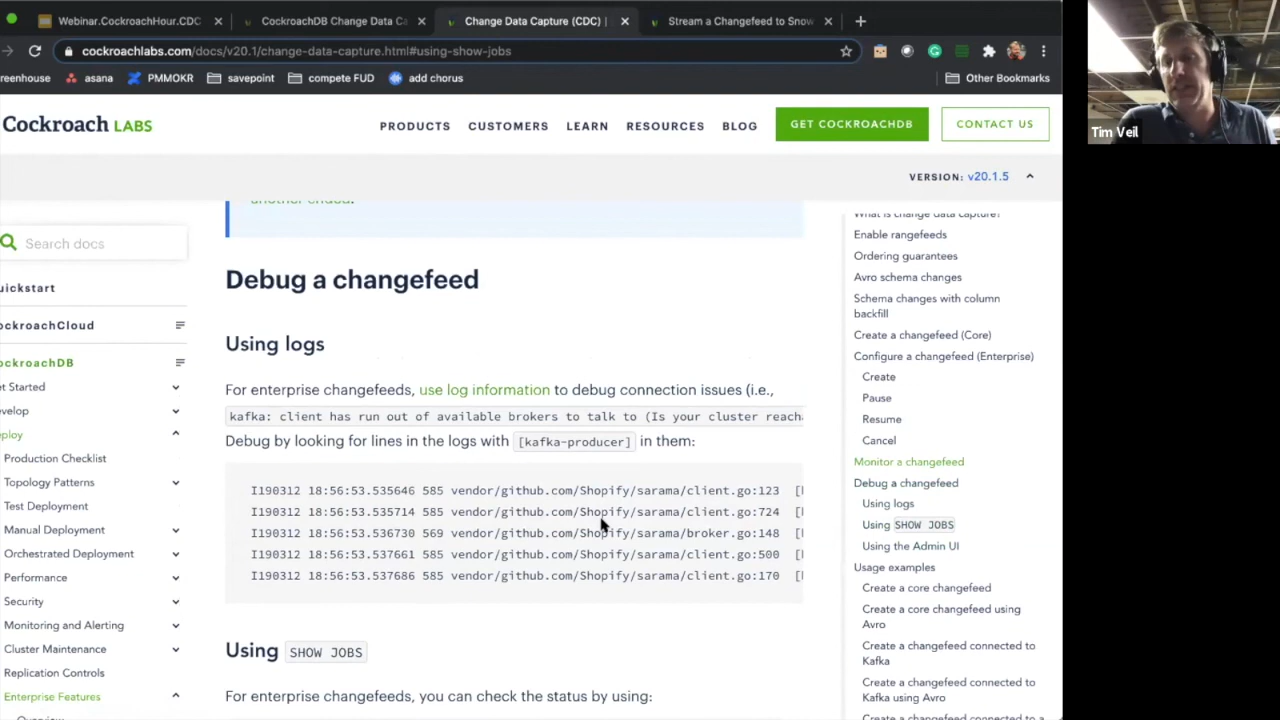 Webinar.CockroachHour.CDC
CockroachDB Change Data Ca
Change Data Capture (CDC) |
Stream a Changefeed to Snow
cockroachlabs.com/docs/v20.1/change-data-capture.html#using-show-jobs
reenhouse
asana
PMMOKR
savepoint
compete FUD
add chorus
Other Bookmarks
Cockroach LABS
PRODUCTS
CUSTOMERS
LEARN
RESOURCES
BLOG
GET COCKROACHDB
CONTACT US
VERSION: v20.1.5
Search docs
uickstart
ockroachCloud
ockroachDB
et Started
evelop
eploy
Production Checklist
Topology Patterns
Test Deployment
Manual Deployment
Orchestrated Deployment
Performance
Security
Monitoring and Alerting
Cluster Maintenance
Replication Controls
Enterprise Features
Overview
another ended.
Debug a changefeed
Using logs
For enterprise changefeeds, use log information to debug connection issues (i.e.,
kafka: client has run out of available brokers to talk to (Is your cluster reacha
Debug by looking for lines in the logs with [kafka-producer] in them:
I190312 18:56:53.535646 585 vendor/github.com/Shopify/sarama/client.go:123 [
I190312 18:56:53.535714 585 vendor/github.com/Shopify/sarama/client.go:724 [
I190312 18:56:53.536730 569 vendor/github.com/Shopify/sarama/broker.go:148 [
I190312 18:56:53.537661 585 vendor/github.com/Shopify/sarama/client.go:500 [
I190312 18:56:53.537686 585 vendor/github.com/Shopify/sarama/client.go:170 [
Using SHOW JOBS
For enterprise changefeeds, you can check the status by using:
What is change data capture?
Enable rangefeeds
Ordering guarantees
Avro schema changes
Schema changes with column
backfill
Create a changefeed (Core)
Configure a changefeed (Enterprise)
Create
Pause
Resume
Cancel
Monitor a changefeed
Debug a changefeed
Using logs
Using SHOW JOBS
Using the Admin UI
Usage examples
Create a core changefeed
Create a core changefeed using
Avro
Create a changefeed connected to
Kafka
Create a changefeed connected to
Kafka using Avro
Create a changefeed connected to a
Tim Veil